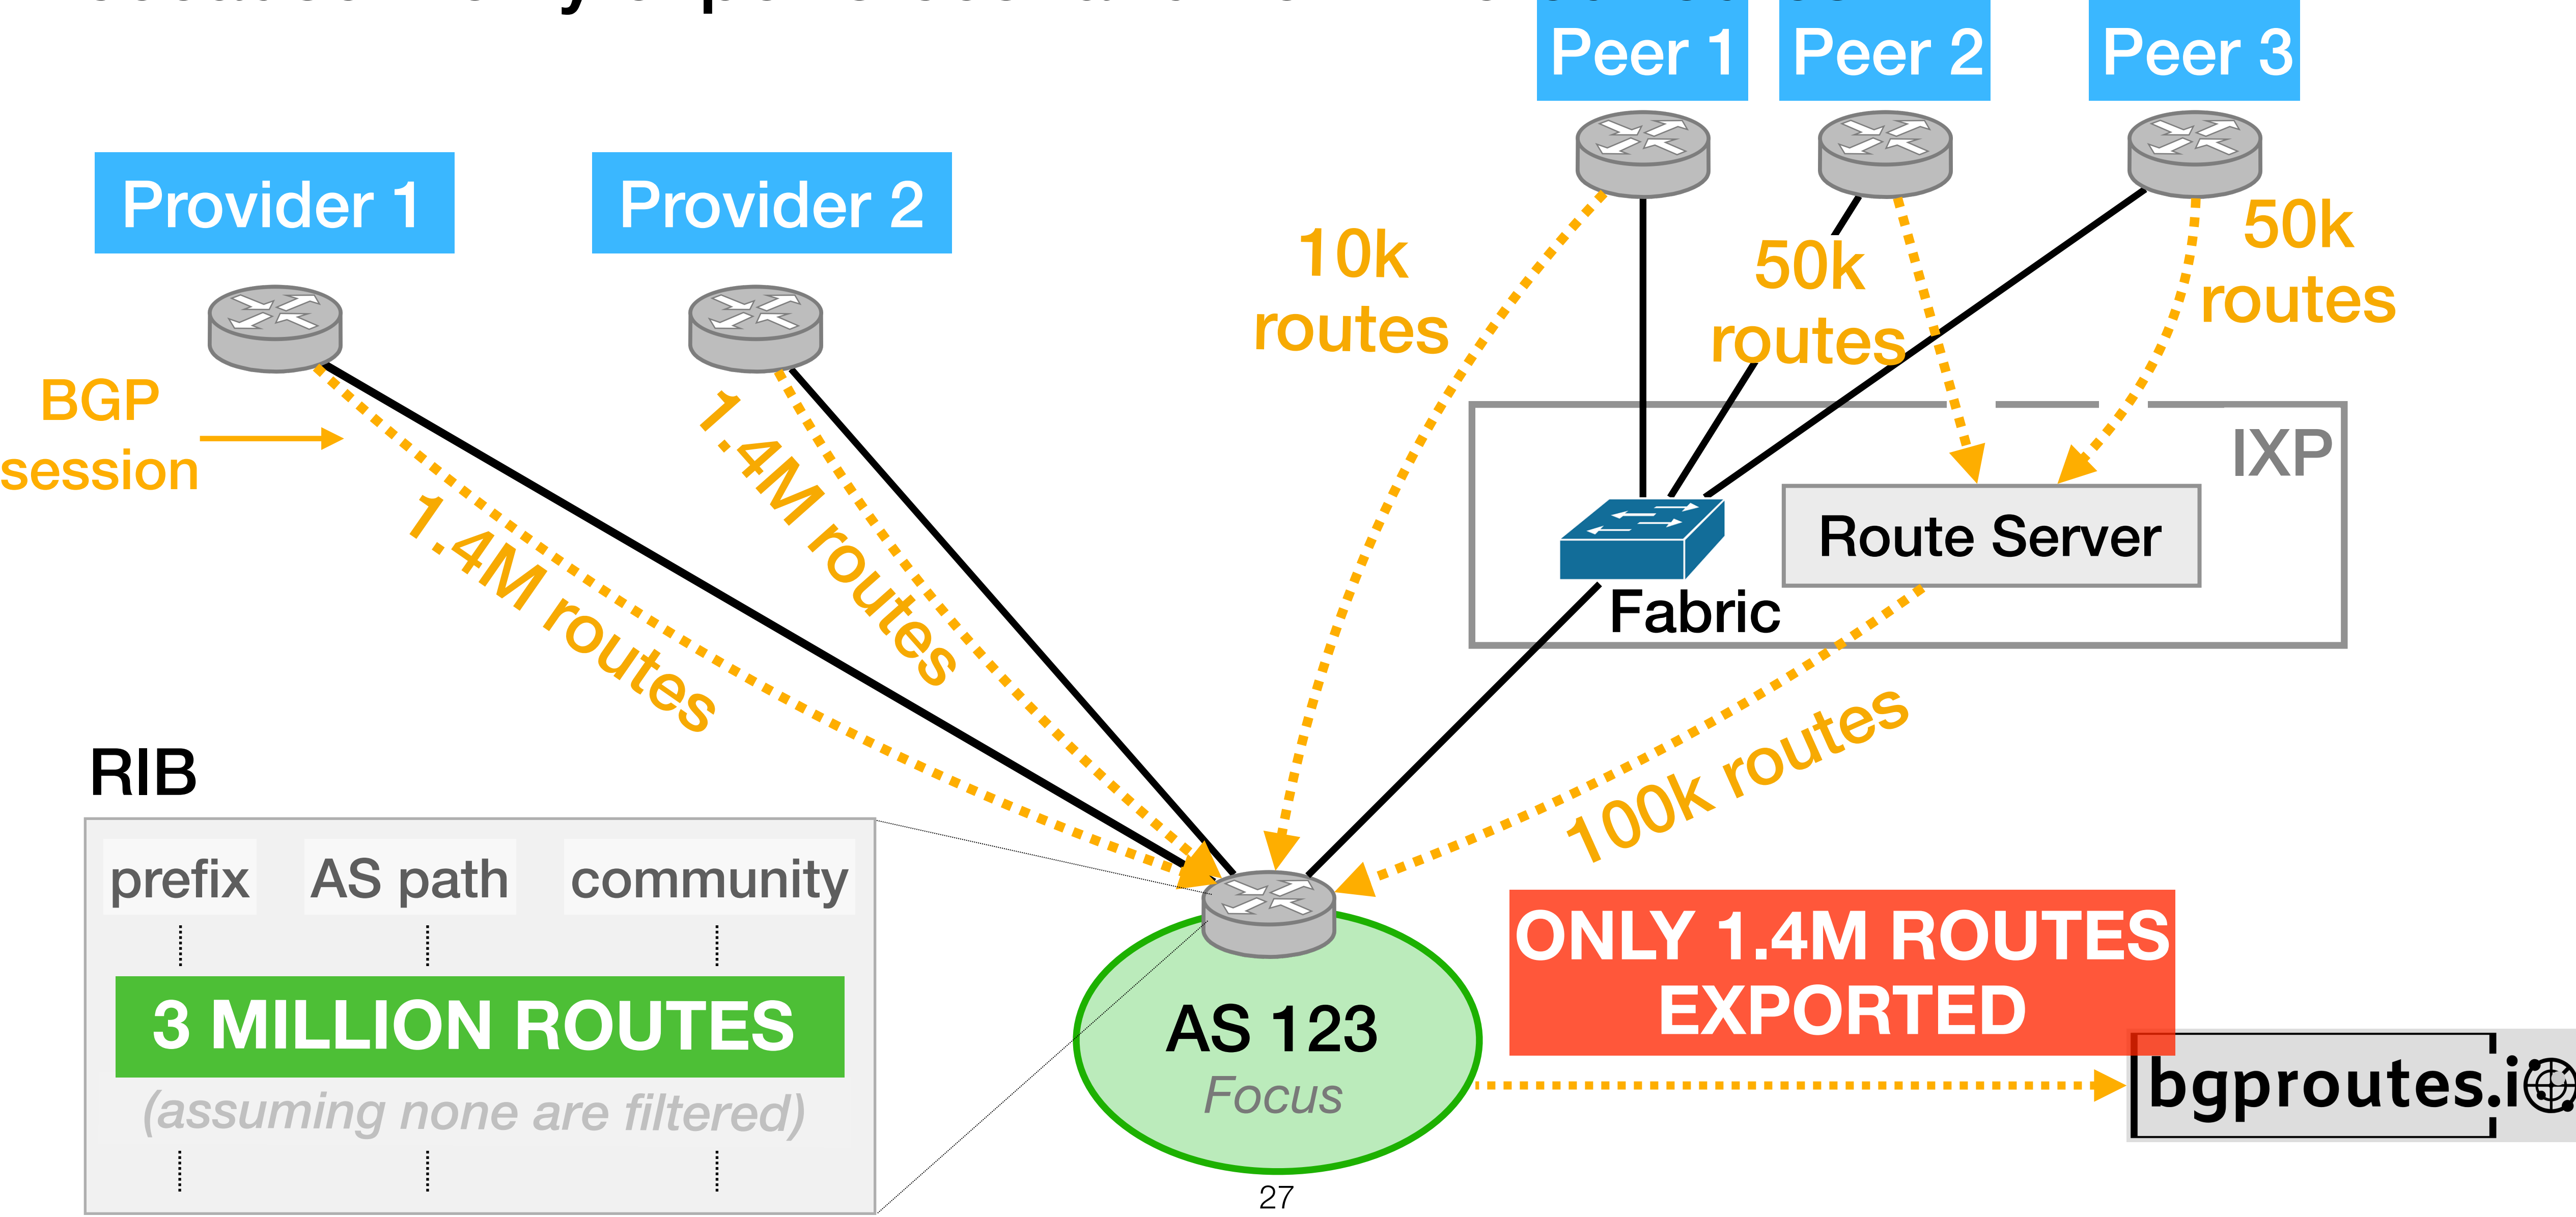 Peer 1
Peer 2
Peer 3
Provider 1
Provider 2
10k
routes
50k
routes
50k
routes
BGP
session
1.4M routes
1.4M routes
IXP
Route Server
Fabric
100k routes
RIB
prefix
AS path
community
3 MILLION ROUTES
(assuming none are filtered)
AS 123
Focus
ONLY 1.4M ROUTES
EXPORTED
bgproutes.io
27